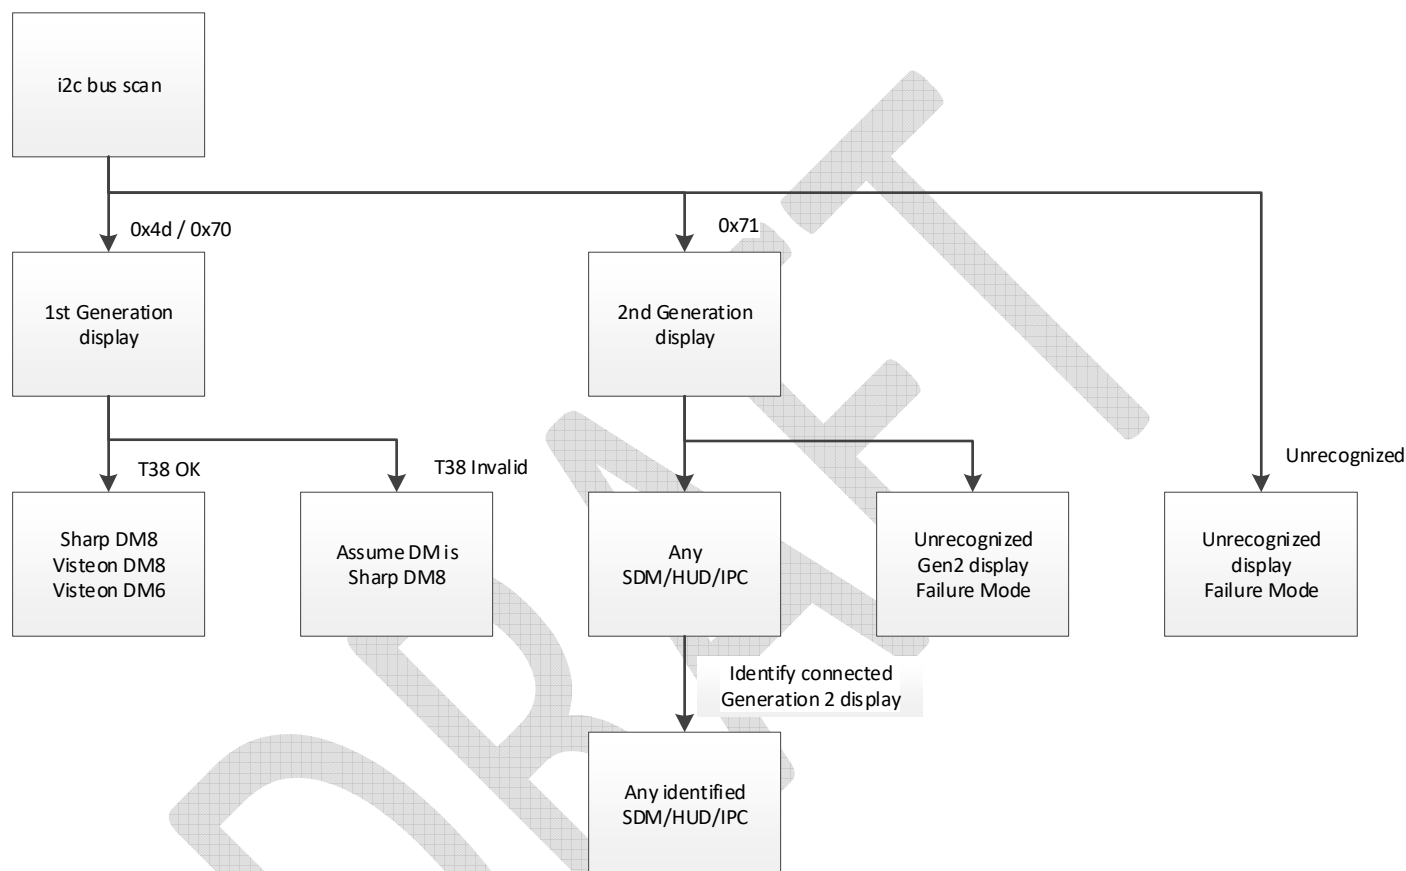 i2c bus scan
0x4d / 0x70
0x71
1st Generation
display
2nd Generation
display
T38 OK
T38 Invalid
Unrecognized
Sharp DM8
Visteon DM8
Visteon DM6
Assume DM is
Sharp DM8
Any
SDM/HUD/IPC
Unrecognized
Gen2 display
Failure Mode
Unrecognized
display
Failure Mode
Identify connected
Generation 2 display
Any identified
SDM/HUD/IPC
DRAFT